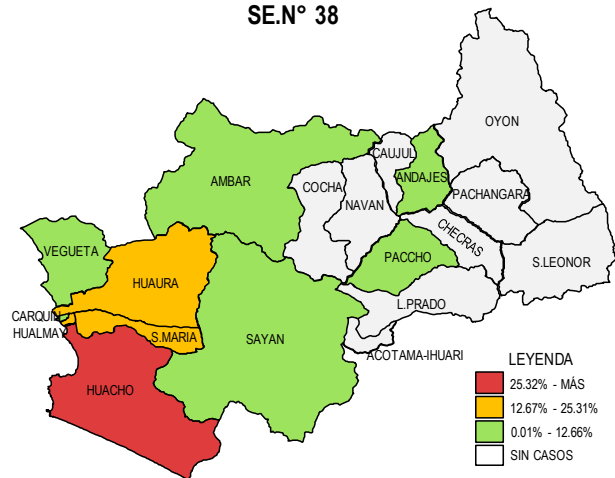 SE.N° 38
OYON
CAUJUL
ANDAJES
AMBAR
COCHA
PACHANGARA
NAVAN
CHECRAS
VEGUETA
PACCHO
S.LEONOR
HUAURA
L.PRADO
CARQUIN
HUALMAY
S.MARIA
SAYAN
ACOTAMA-IHUARI
HUACHO
LEYENDA
25.32% - MÁS
12.67% - 25.31%
0.01% - 12.66%
SIN CASOS